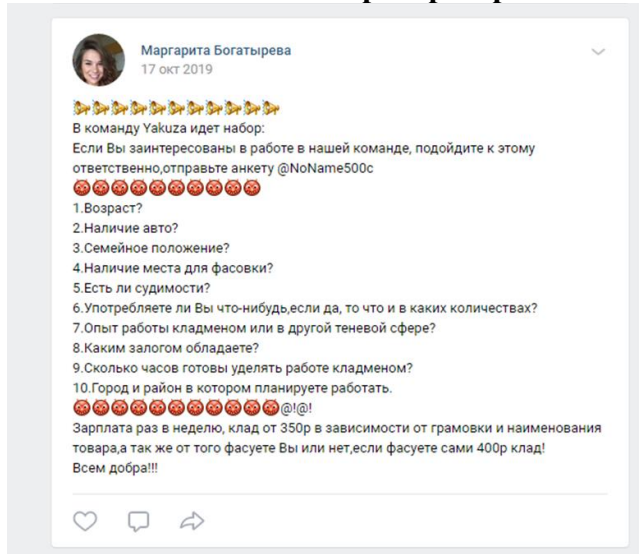 Маргарита Богатырева
17 окт 2019
В команду Yakuza идет набор:
Если Вы заинтересованы в работе в нашей команде, подойдите к этому
ответственно,отправьте анкету @NoName500c
1.Возраст?
2.Наличие авто?
3.Семейное положение?
4.Наличие места для фасовки?
5.Есть ли судимости?
6.Употребляете ли Вы что-нибудь,если да, то что и в каких количествах?
7.Опыт работы кладменом или в другой теневой сфере?
8.Каким залогом обладаете?
9.Сколько часов готовы уделять работе кладменом?
10.Город и район в котором планируете работать.
@!@!
Зарплата раз в неделю, клад от 350р в зависимости от грамовки и наименования
товара,а так же от того фасуете Вы или нет,если фасуете сами 400р клад!
Всем добра!!!